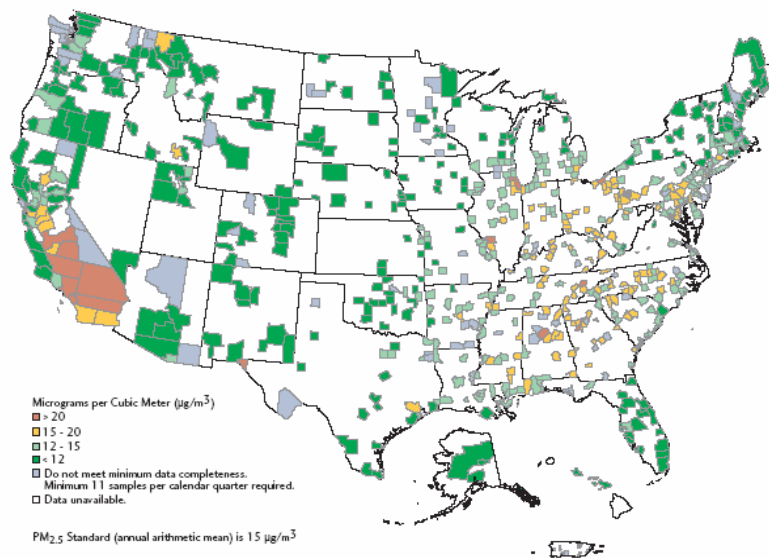 Micrograms per Cubic Meter (µg/m³)
> 20
15 - 20
12 - 15
< 12
Do not meet minimum data completeness.
Minimum 11 samples per calendar quarter required.
Data unavailable.
PM₂.₅ Standard (annual arithmetic mean) is 15 µg/m³